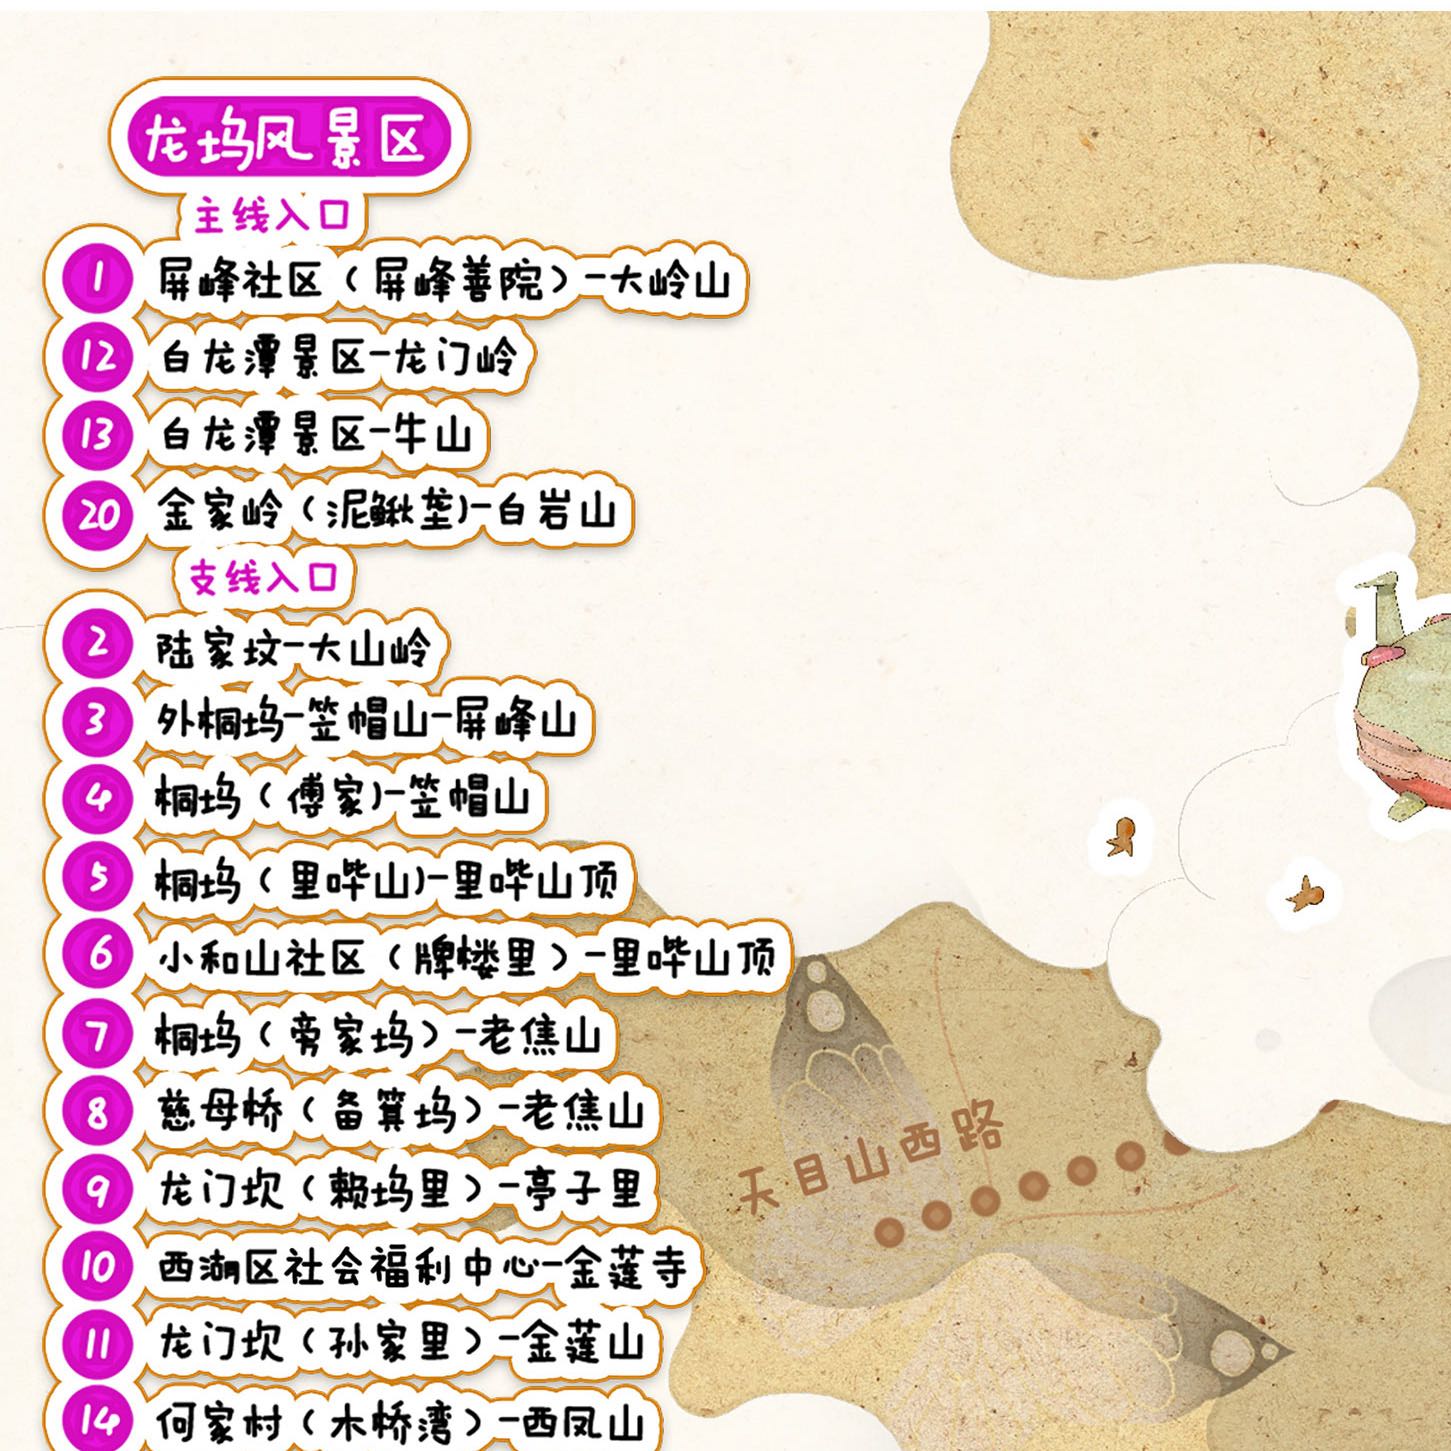 龙坞风景区
主线入口
1 屏峰社区（屏峰善院）-大岭山
12 白龙潭景区-龙门岭
13 白龙潭景区-牛山
20 金家岭（泥鳅垄)-白岩山
支线入口
2 陆家坟-大山岭
3 外桐坞-笠帽山-屏峰山
4 桐坞（傅家)-笠帽山
5 桐坞（里哔山)-里哔山顶
6 小和山社区（牌楼里）-里哔山顶
7 桐坞（旁家坞）-老焦山
8 慈母桥（备箕坞）-老焦山
9 龙门坎（赖坞里）-亭子里
10 西湖区社会福利中心-金莲寺
11 龙门坎（孙家里）-金莲山
14 何家村（木桥湾）-西凤山
天目山西路